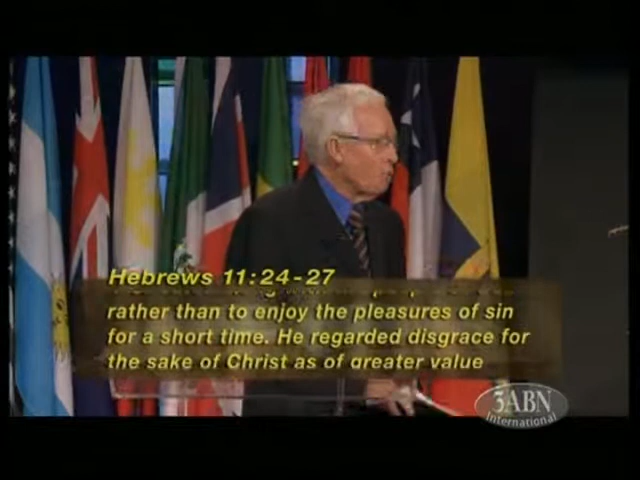 Hebrews 11:24-27
rather than to enjoy the pleasures of sin
for a short time. He regarded disgrace for
the sake of Christ as of greater value
3ABN
International